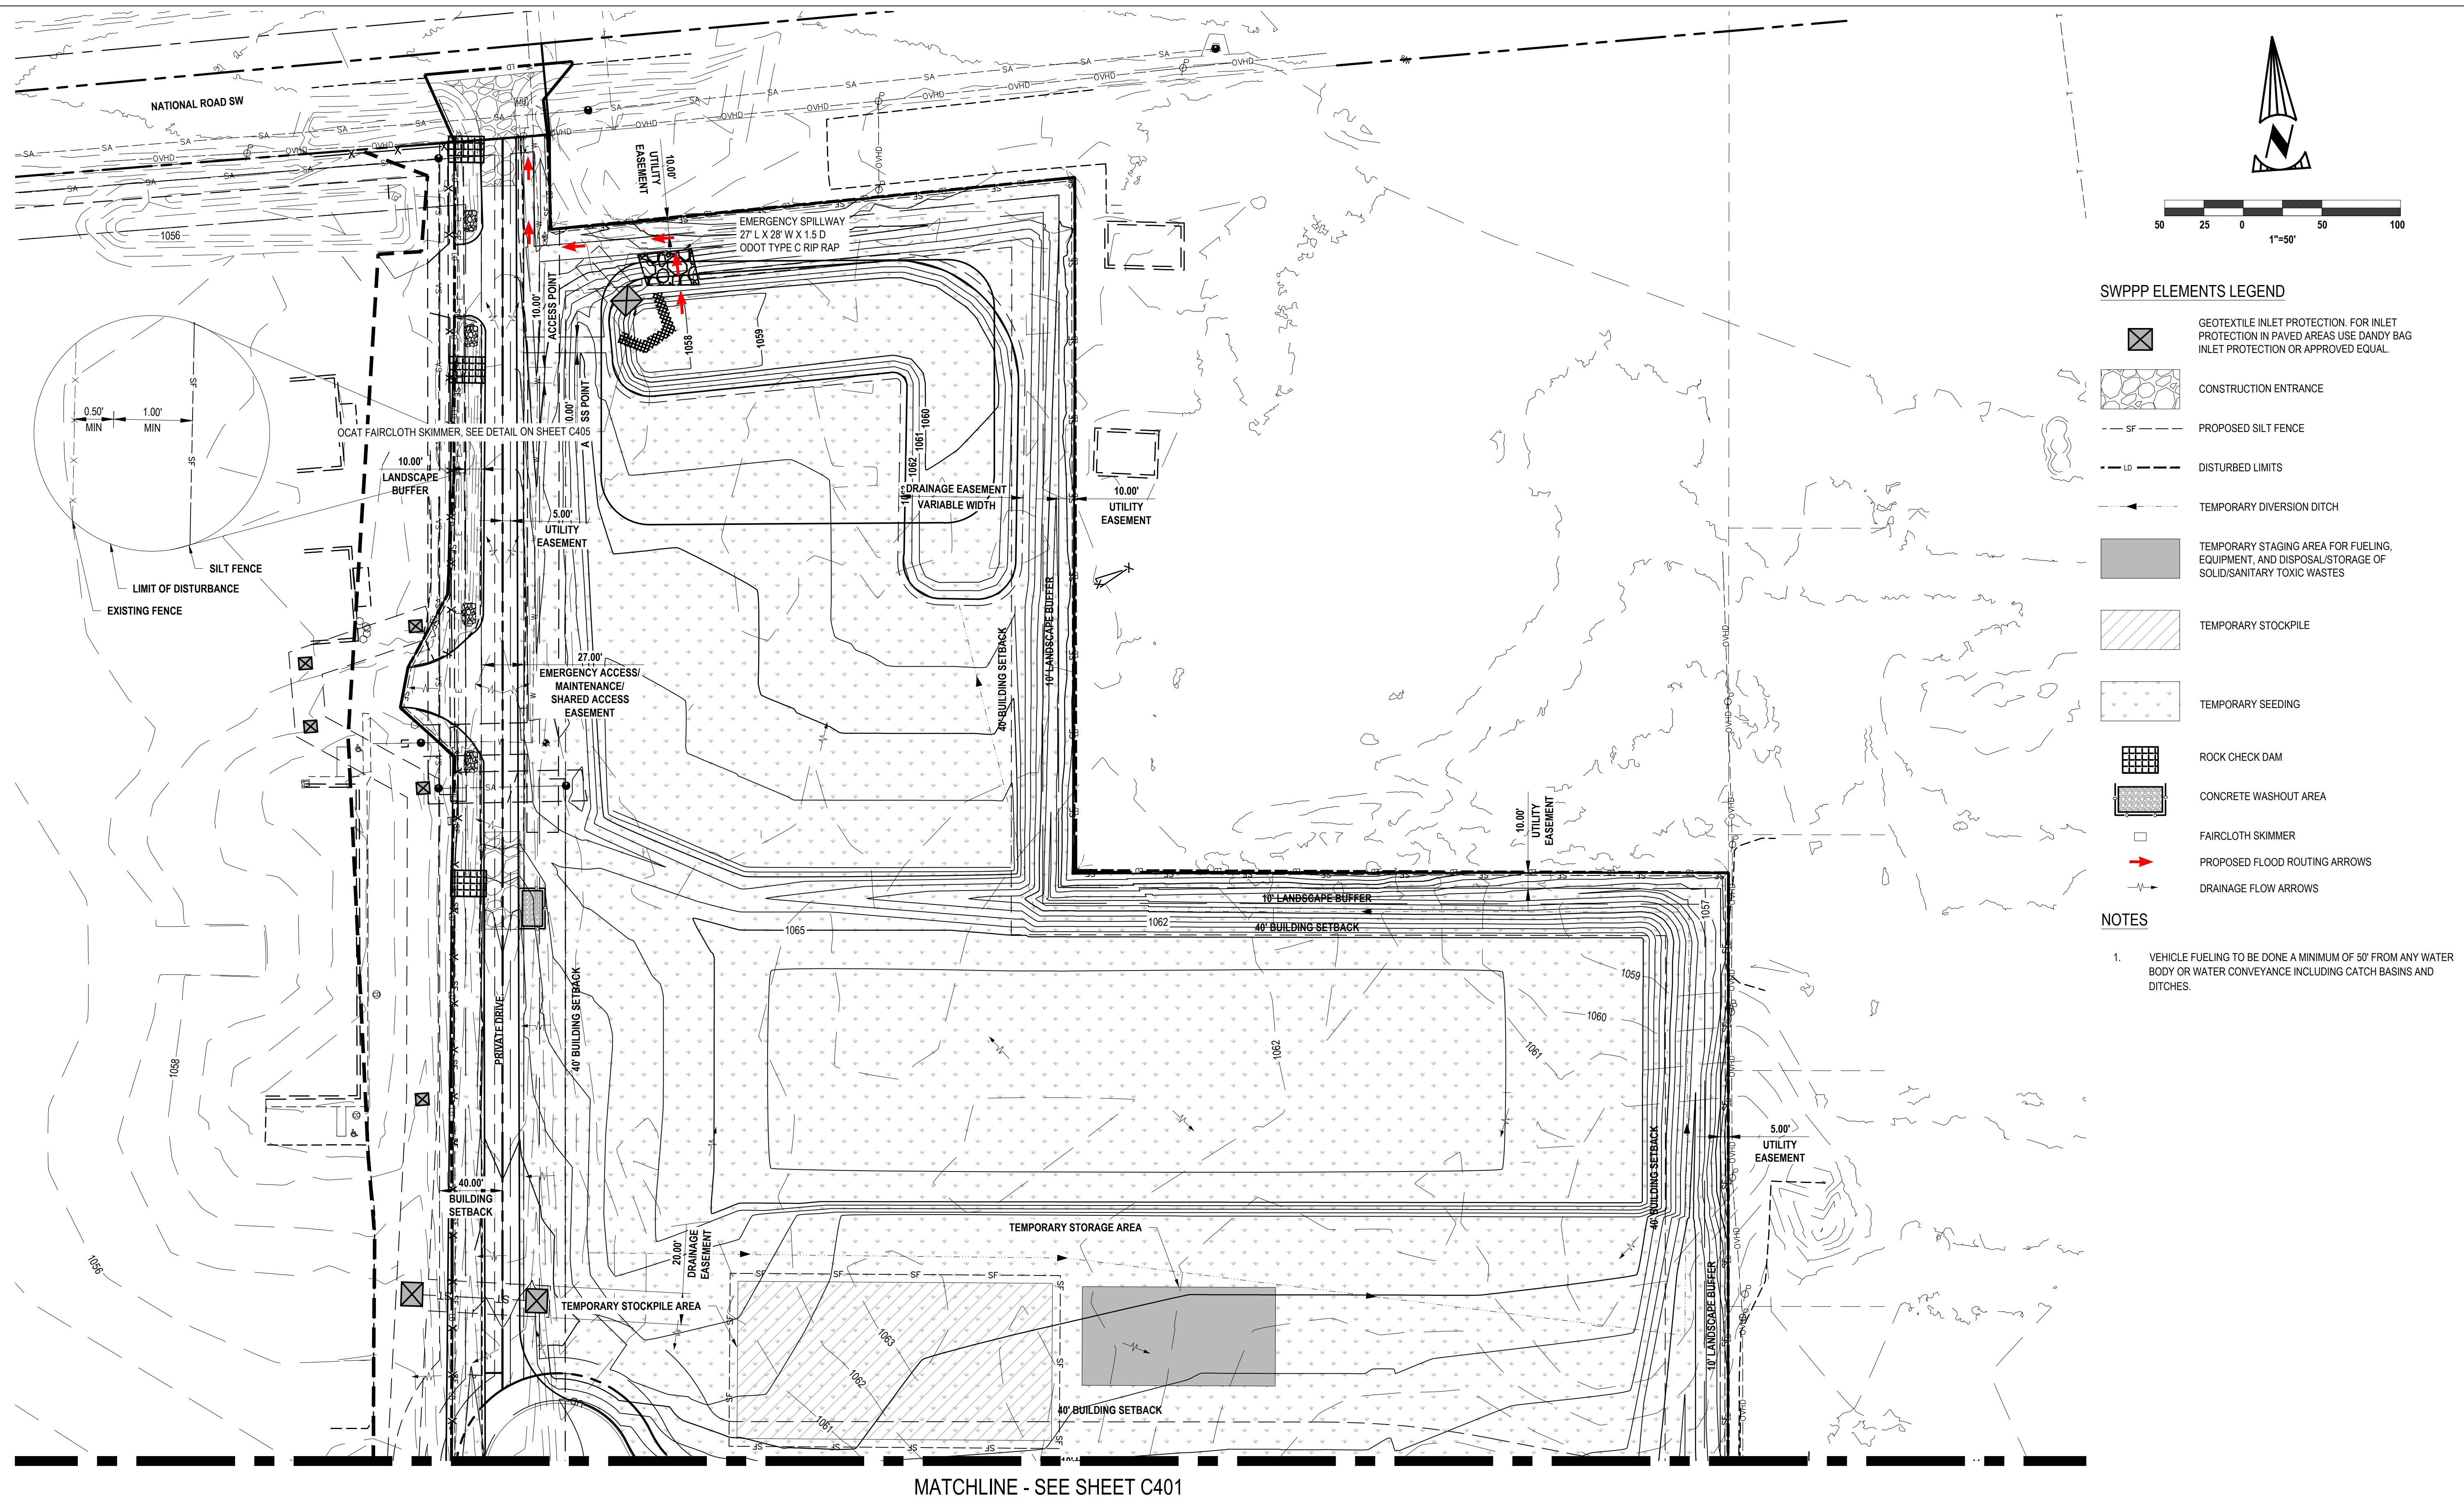 NATIONAL ROAD SW
SA
OVHD
LD
SF
10.00'
UTILITY
EASEMENT
EMERGENCY SPILLWAY
27' L X 28' W X 1.5 D
ODOT TYPE C RIP RAP
1056
10.00'
ACCESS POINT
1058
1059
1060
1061
1062
0.50'
MIN
1.00'
MIN
OCAT FAIRCLOTH SKIMMER, SEE DETAIL ON SHEET C405
10.00'
LANDSCAPE
BUFFER
5.00'
UTILITY
EASEMENT
DRAINAGE EASEMENT
VARIABLE WIDTH
10.00'
UTILITY
EASEMENT
SILT FENCE
LIMIT OF DISTURBANCE
EXISTING FENCE
27.00'
EMERGENCY ACCESS/
MAINTENANCE/
SHARED ACCESS
EASEMENT
40' BUILDING SETBACK
10' LANDSCAPE BUFFER
10.00'
UTILITY
EASEMENT
10' LANDSCAPE BUFFER
1062
40' BUILDING SETBACK
1065
1057
1059
1060
1061
1062
PRIVATE DRIVE
40' BUILDING SETBACK
1058
1056
40.00'
BUILDING
SETBACK
5.00'
UTILITY
EASEMENT
40' BUILDING SETBACK
10' LANDSCAPE BUFFER
20.00'
DRAINAGE
EASEMENT
TEMPORARY STORAGE AREA
TEMPORARY STOCKPILE AREA
1063
1062
1061
ST
ST
40' BUILDING SETBACK
MATCHLINE - SEE SHEET C401
50
25
0
50
100
1"=50'
SWPPP ELEMENTS LEGEND
GEOTEXTILE INLET PROTECTION. FOR INLET
PROTECTION IN PAVED AREAS USE DANDY BAG
INLET PROTECTION OR APPROVED EQUAL.
CONSTRUCTION ENTRANCE
SF
PROPOSED SILT FENCE
LD
DISTURBED LIMITS
TEMPORARY DIVERSION DITCH
TEMPORARY STAGING AREA FOR FUELING,
EQUIPMENT, AND DISPOSAL/STORAGE OF
SOLID/SANITARY TOXIC WASTES
TEMPORARY STOCKPILE
TEMPORARY SEEDING
ROCK CHECK DAM
CONCRETE WASHOUT AREA
FAIRCLOTH SKIMMER
PROPOSED FLOOD ROUTING ARROWS
DRAINAGE FLOW ARROWS
NOTES
1. VEHICLE FUELING TO BE DONE A MINIMUM OF 50' FROM ANY WATER
BODY OR WATER CONVEYANCE INCLUDING CATCH BASINS AND
DITCHES.